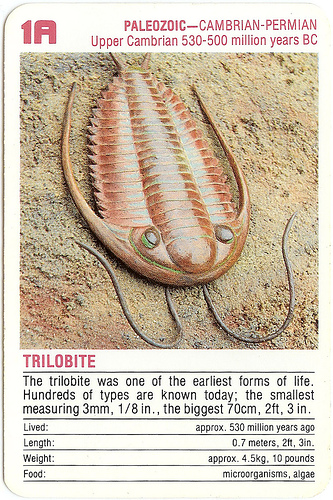 1A
PALEOZOIC—CAMBRIAN-PERMIAN
Upper Cambrian 530-500 million years BC
TRILOBITE
The trilobite was one of the earliest forms of life.
Hundreds of types are known today; the smallest
measuring 3mm, 1/8 in., the biggest 70cm, 2ft, 3 in.
Lived: approx. 530 million years ago
Length: 0.7 meters, 2ft, 3in.
Weight: approx. 4.5kg, 10 pounds
Food: microorganisms, algae